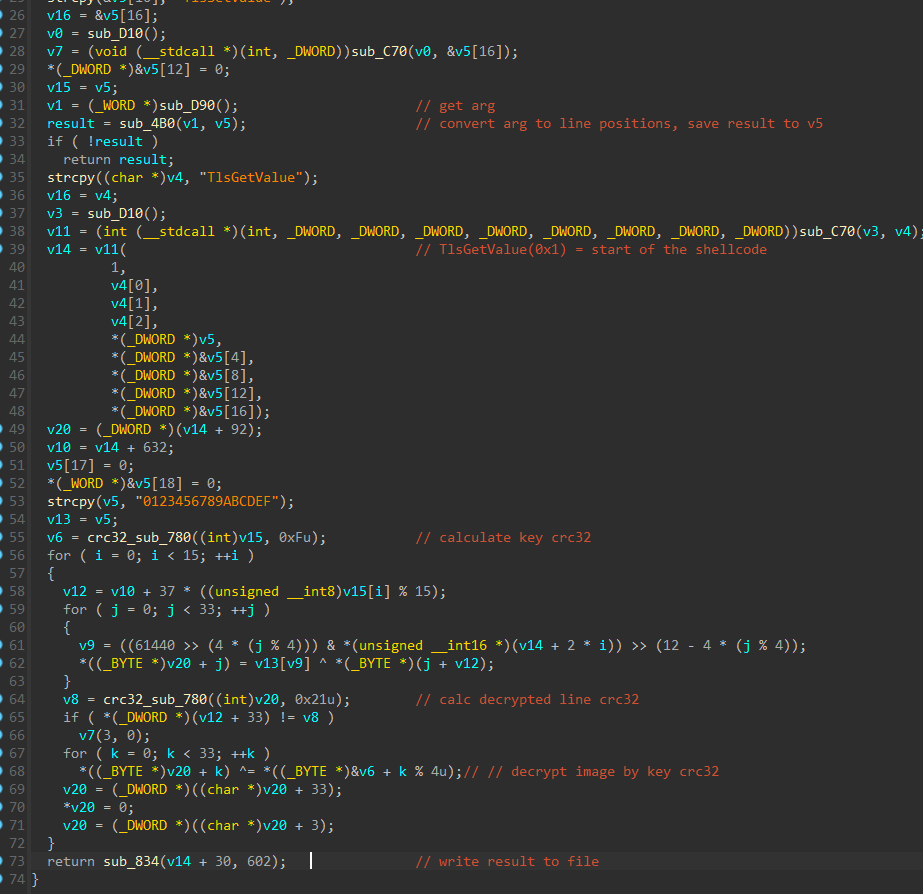 26 v16 = &v5[16];
27 v0 = sub_D10();
28 v7 = (void (__stdcall *)(int, _DWORD))sub_C70(v0, &v5[16]);
29 *(_DWORD *)&v5[12] = 0;
30 v15 = v5;
31 v1 = (_WORD *)sub_D90(); // get arg
32 result = sub_4B0(v1, v5); // convert arg to line positions, save result to v5
33 if ( !result )
34 return result;
35 strcpy((char *)v4, "TlsGetValue");
36 v16 = v4;
37 v3 = sub_D10();
38 v11 = (int (__stdcall *)(int, _DWORD, _DWORD, _DWORD, _DWORD, _DWORD, _DWORD, _DWORD, _DWORD))sub_C70(v3, v4);
39 v14 = v11( // TlsGetValue(0x1) = start of the shellcode
40 1,
41 v4[0],
42 v4[1],
43 v4[2],
44 *(_DWORD *)v5,
45 *(_DWORD *)&v5[4],
46 *(_DWORD *)&v5[8],
47 *(_DWORD *)&v5[12],
48 *(_DWORD *)&v5[16]);
49 v20 = (_DWORD *)(v14 + 92);
50 v10 = v14 + 632;
51 v5[17] = 0;
52 *(_WORD *)&v5[18] = 0;
53 strcpy(v5, "0123456789ABCDEF");
54 v13 = v5;
55 v6 = crc32_sub_780((int)v15, 0xFu); // calculate key crc32
56 for ( i = 0; i < 15; ++i )
57 {
58 v12 = v10 + 37 * ((unsigned __int8)v15[i] % 15);
59 for ( j = 0; j < 33; ++j )
60 {
61 v9 = ((61440 >> (4 * (j % 4))) & *(unsigned __int16 *)(v14 + 2 * i)) >> (12 - 4 * (j % 4));
62 *((_BYTE *)v20 + j) = v13[v9] ^ *(_BYTE *)(j + v12);
63 }
64 v8 = crc32_sub_780((int)v20, 0x21u); // calc decrypted line crc32
65 if ( *(_DWORD *)(v12 + 33) != v8 )
66 v7(3, 0);
67 for ( k = 0; k < 33; ++k )
68 *((_BYTE *)v20 + k) ^= *((_BYTE *)&v6 + k % 4u);// // decrypt image by key crc32
69 v20 = (_DWORD *)((char *)v20 + 33);
70 *v20 = 0;
71 v20 = (_DWORD *)((char *)v20 + 3);
72 }
73 return sub_834(v14 + 30, 602); // write result to file
74 }